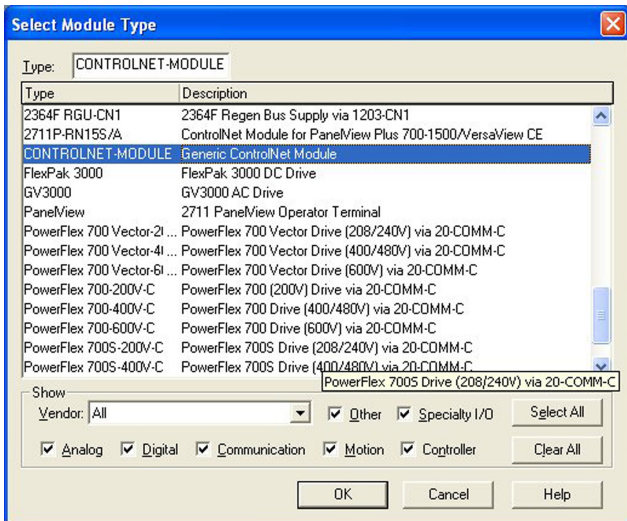 Select Module Type
Type: CONTROLNET-MODULE
Type Description
2364F RGU-CN1 2364F Regen Bus Supply via 1203-CN1
2711P-RN15S/A ControlNet Module for PanelView Plus 700-1500/VersaView CE
CONTROLNET-MODULE Generic ControlNet Module
FlexPak 3000 FlexPak 3000 DC Drive
GV3000 GV3000 AC Drive
PanelView 2711 PanelView Operator Terminal
PowerFlex 700 Vector-2(... PowerFlex 700 Vector Drive (208/240V) via 20-COMM-C
PowerFlex 700 Vector-4(... PowerFlex 700 Vector Drive (400/480V) via 20-COMM-C
PowerFlex 700 Vector-6(... PowerFlex 700 Vector Drive (600V) via 20-COMM-C
PowerFlex 700-200V-C PowerFlex 700 (200V) Drive via 20-COMM-C
PowerFlex 700-400V-C PowerFlex 700 Drive (400/480V) via 20-COMM-C
PowerFlex 700-600V-C PowerFlex 700 Drive (600V) via 20-COMM-C
PowerFlex 700S-200V-C PowerFlex 700S Drive (208/240V) via 20-COMM-C
PowerFlex 700S-400V-C PowerFlex 700S Drive (400/480V) via 20-COMM-C
PowerFlex 700S Drive (208/240V) via 20-COMM-C
Show
Vendor: All Other Specialty I/O Select All
Analog Digital Communication Motion Controller Clear All
OK Cancel Help